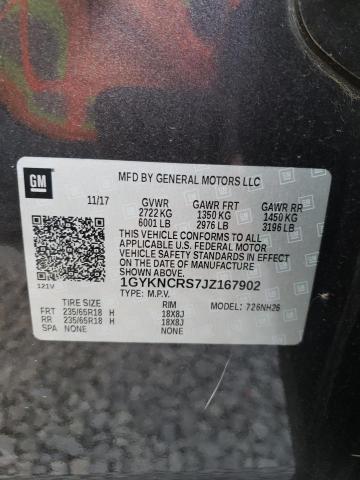 GM
MFD BY GENERAL MOTORS LLC
11/17 GVWR GAWR FRT GAWR RR
2722 KG 1350 KG 1450 KG
6001 LB 2976 LB 3196 LB
THIS VEHICLE CONFORMS TO ALL
APPLICABLE U.S. FEDERAL MOTOR
VEHICLE SAFETY STANDARDS IN EFFECT
ON THE DATE OF MANUFACTURE SHOWN ABOVE.
121V 1GYKNCRS7JZ167902
TYPE: M.P.V.
TIRE SIZE RIM MODEL: 726NH26
FRT 235/65R18 H 18X8J
RR 235/65R18 H 18X8J
SPA NONE NONE